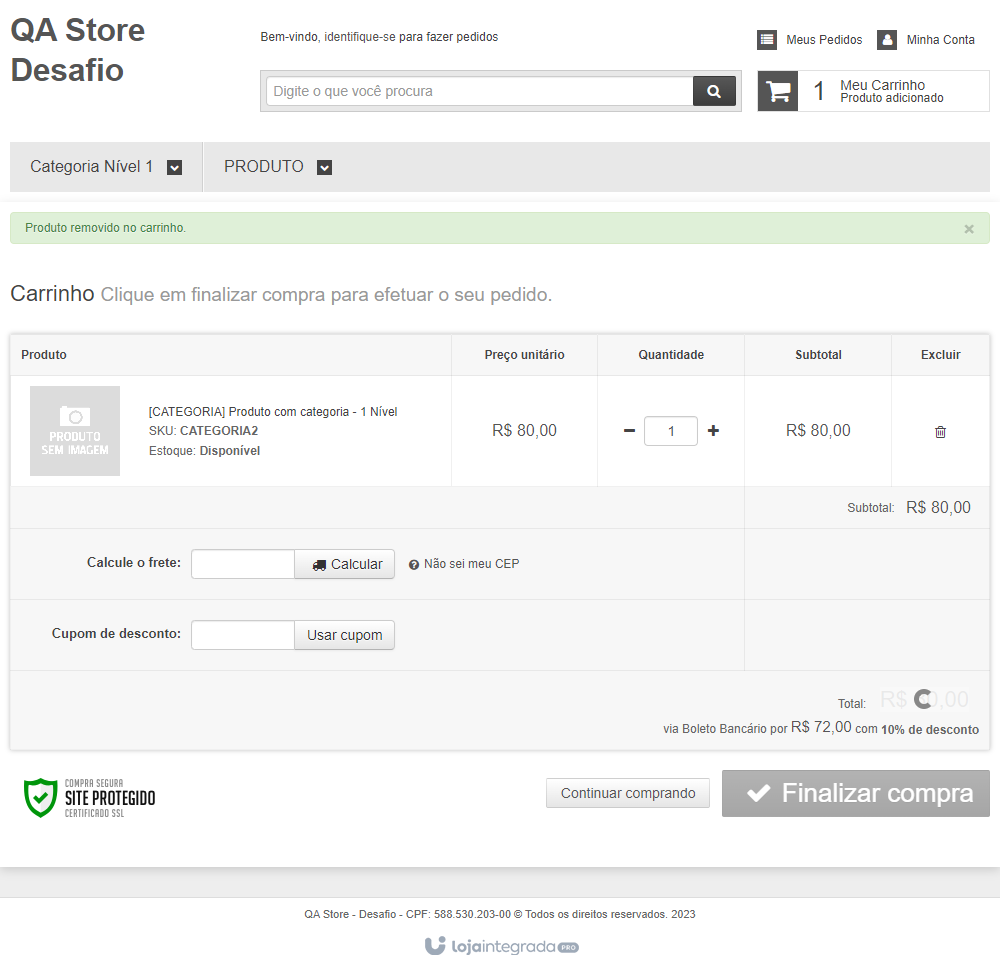 QA Store
Desafio
Bem-vindo, identifique-se para fazer pedidos
Meus Pedidos
Minha Conta
Digite o que você procura
1
Meu Carrinho
Produto adicionado
Categoria Nível 1
PRODUTO
Produto removido no carrinho.
×
Carrinho Clique em finalizar compra para efetuar o seu pedido.
Produto
Preço unitário
Quantidade
Subtotal
Excluir
PRODUTO
SEM IMAGEM
[CATEGORIA] Produto com categoria - 1 Nível
SKU: CATEGORIA2
Estoque: Disponível
R$ 80,00
1
R$ 80,00
Subtotal: R$ 80,00
Calcule o frete:
Calcular
Não sei meu CEP
Cupom de desconto:
Usar cupom
Total: R$
via Boleto Bancário por R$ 72,00 com 10% de desconto
COMPRA SEGURA
SITE PROTEGIDO
CERTIFICADO SSL
Continuar comprando
Finalizar compra
QA Store - Desafio - CPF: 588.530.203-00 © Todos os direitos reservados. 2023
lojaintegrada PRO